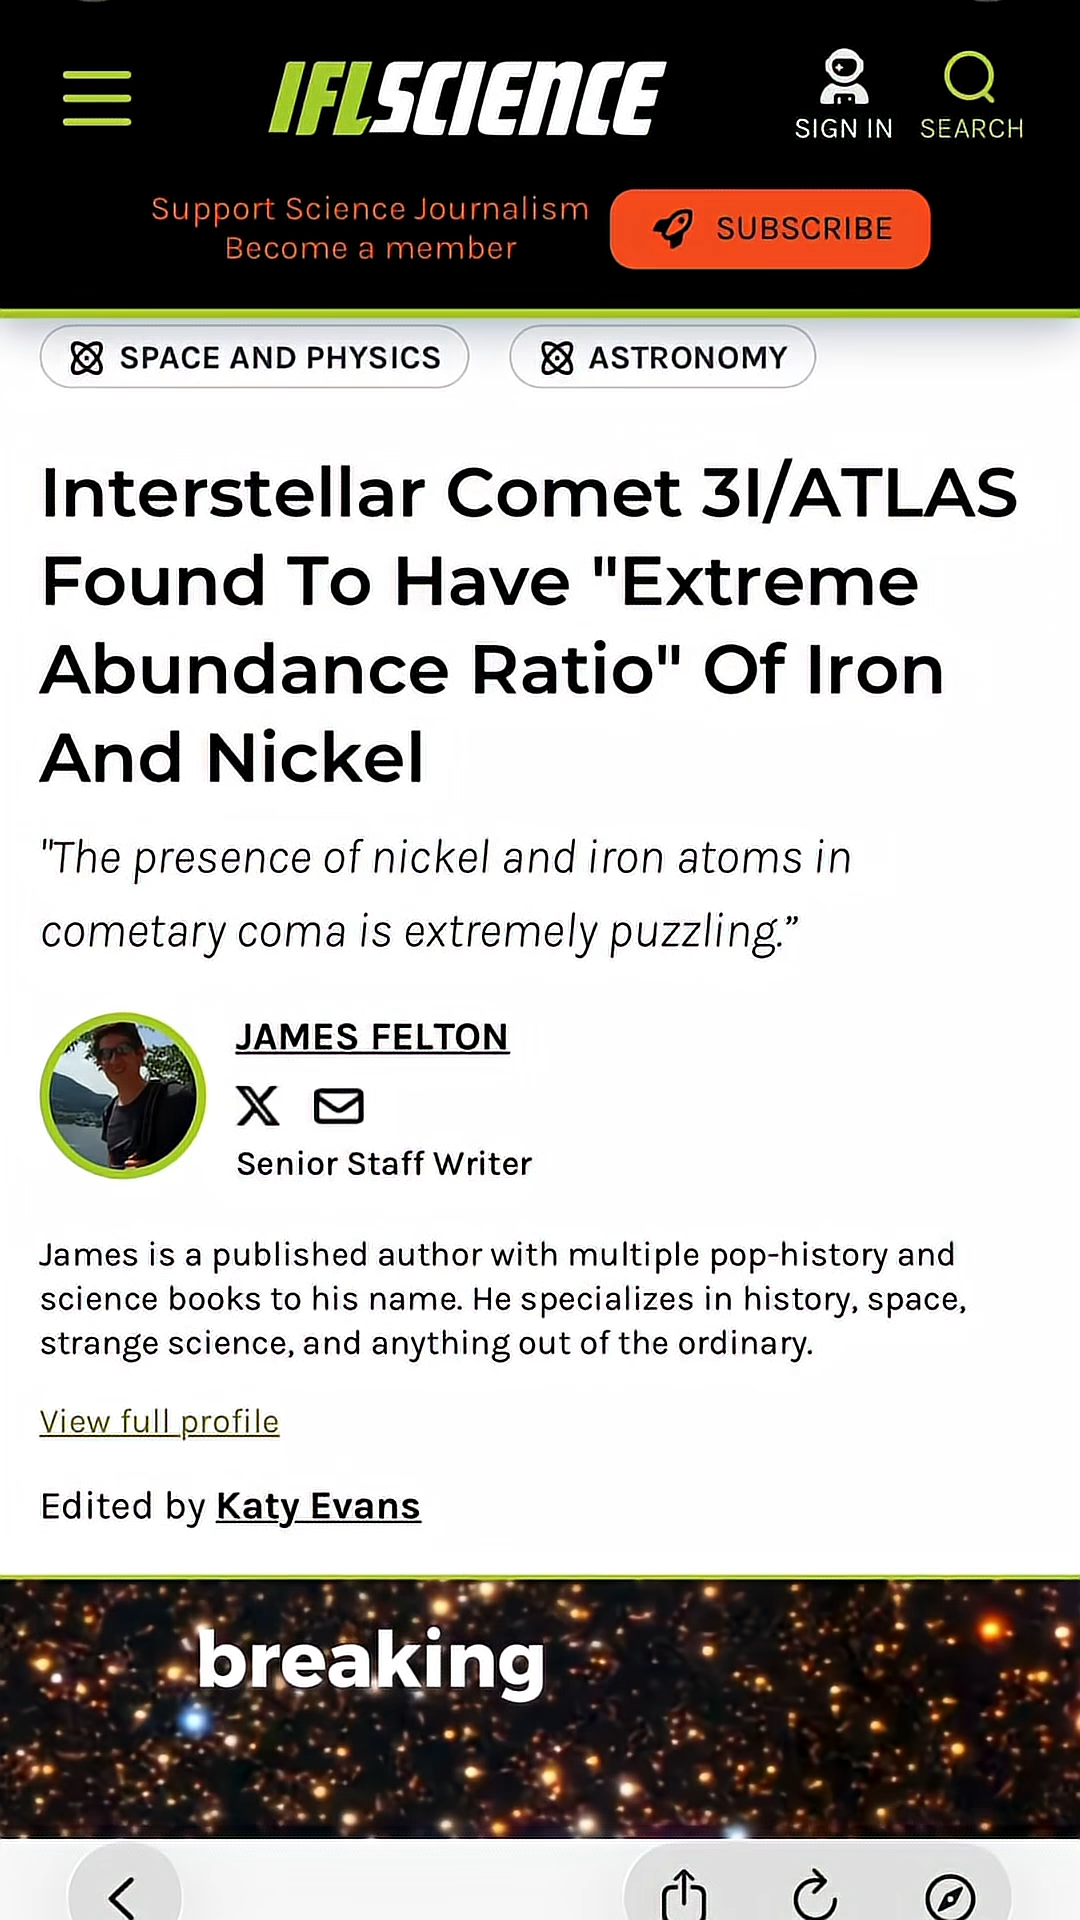 IFLSCIENCE
SIGN IN
SEARCH
Support Science Journalism
Become a member
SUBSCRIBE
SPACE AND PHYSICS
ASTRONOMY
Interstellar Comet 3I/ATLAS
Found To Have "Extreme
Abundance Ratio" Of Iron
And Nickel
"The presence of nickel and iron atoms in
cometary coma is extremely puzzling.”
JAMES FELTON
Senior Staff Writer
James is a published author with multiple pop-history and
science books to his name. He specializes in history, space,
strange science, and anything out of the ordinary.
View full profile
Edited by Katy Evans
breaking